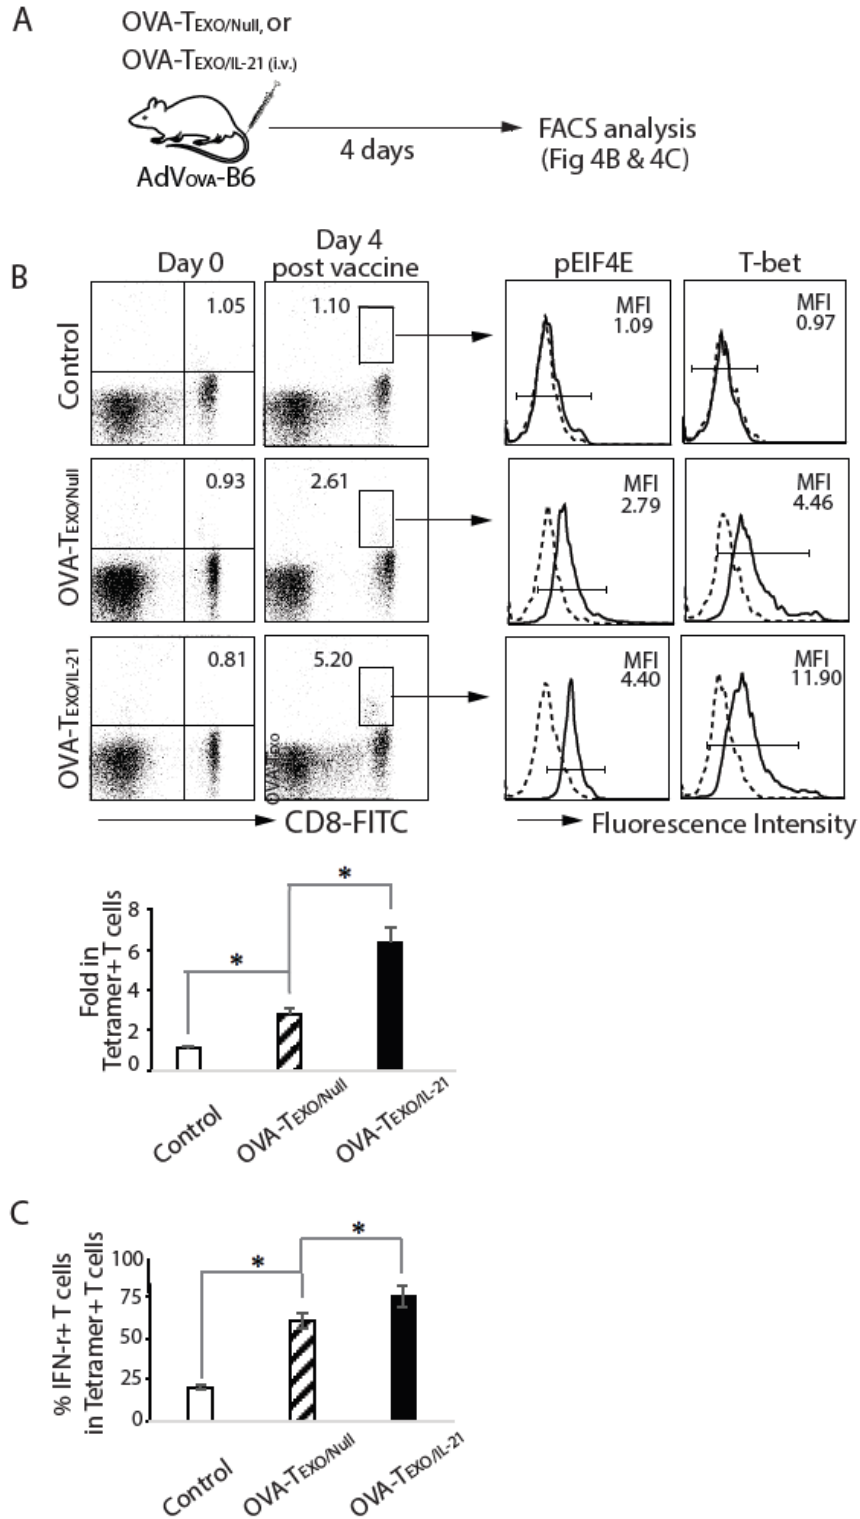 A
OVA-TEXO/Null, or
OVA-TEXO/IL-21 (i.v.)
AdVOVA-B6
4 days
FACS analysis
(Fig 4B & 4C)
B
Day 0
Day 4
post vaccine
pEIF4E
T-bet
Control
1.05
1.10
MFI
1.09
MFI
0.97
OVA-TEXO/Null
0.93
2.61
MFI
2.79
MFI
4.46
OVA-TEXO/IL-21
0.81
5.20
MFI
4.40
MFI
11.90
CD8-FITC
Fluorescence Intensity
Fold in
Tetramer+ T cells
8
6
4
2
0
*
*
Control
OVA-TEXO/Null
OVA-TEXO/IL-21
C
% IFN-r+ T cells
in Tetramer+ T cells
100
75
50
25
0
*
*
Control
OVA-TEXO/Null
OVA-TEXO/IL-21